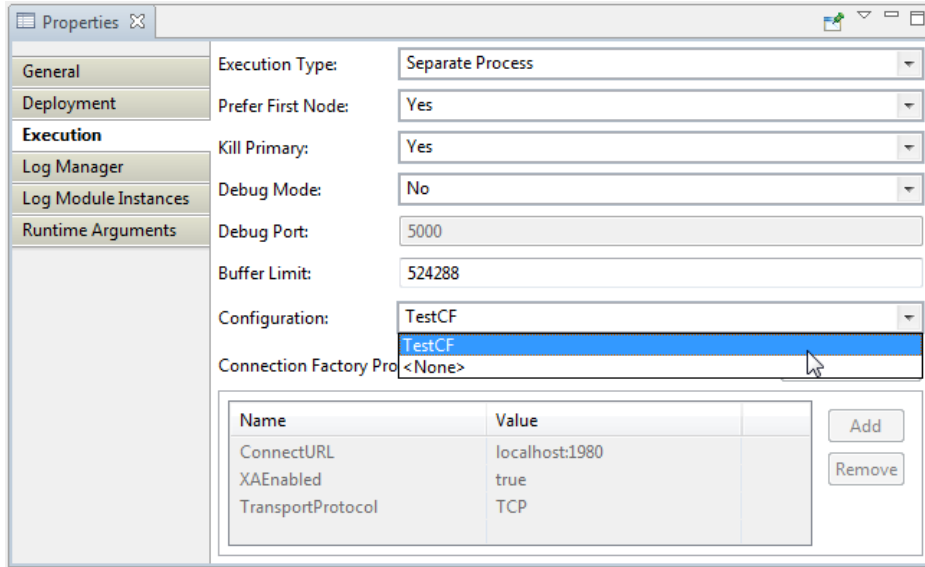 Properties
General
Deployment
Execution
Log Manager
Log Module Instances
Runtime Arguments
Execution Type: Separate Process
Prefer First Node: Yes
Kill Primary: Yes
Debug Mode: No
Debug Port: 5000
Buffer Limit: 524288
Configuration: TestCF
TestCF
Connection Factory Pro <None>
Name Value
ConnectURL localhost:1980
XAEnabled true
TransportProtocol TCP
Add
Remove